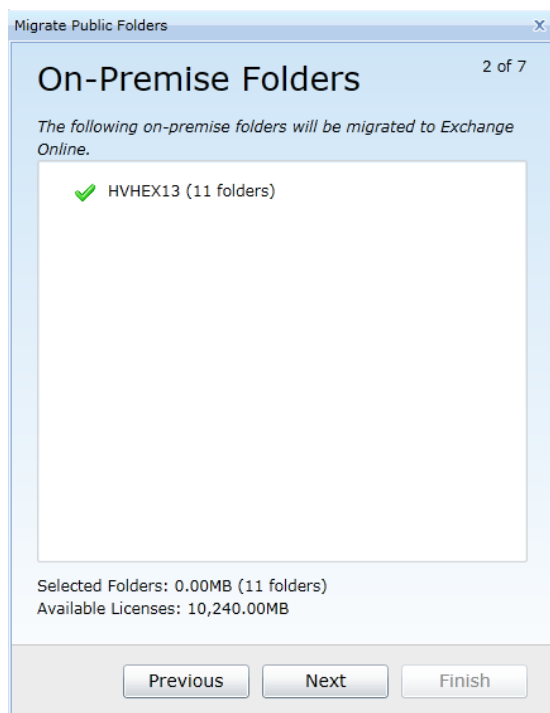 Migrate Public Folders
On-Premise Folders
2 of 7
The following on-premise folders will be migrated to Exchange
Online.
HVHEX13 (11 folders)
Selected Folders: 0.00MB (11 folders)
Available Licenses: 10,240.00MB
Previous
Next
Finish